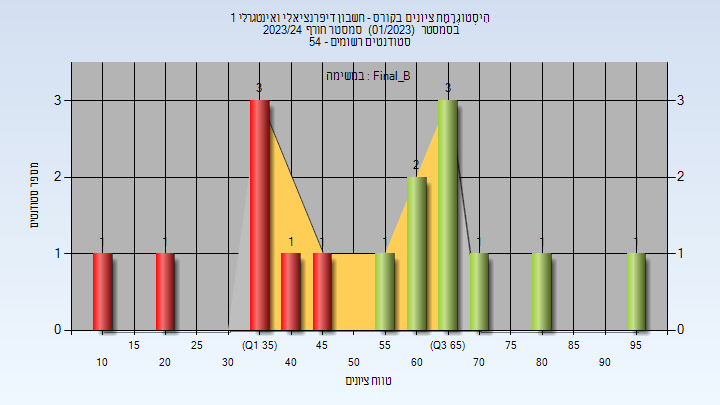 היסטוגרמת ציונים בקורס - חשבון דיפרנציאלי ואינטגרלי 1
בסמסטר (01/2023) סמסטר חורף 2023/24
סטודנטים רשומים - 54
במשימה : Final_B
3 3
3 3
2
2 2
1 1 1 1 1 1 1 1
1 1
0 0
מספר סטודנטים
15 25 (Q1 35) 45 55 (Q3 65) 75 85 95
10 20 30 40 50 60 70 80 90
טווח ציונים